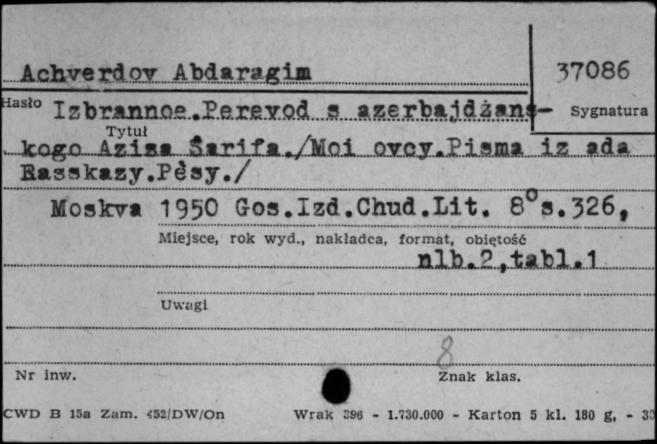 Achverdov Abdaragim
37086
Hasło
Izbrannoe.Perevod s azerbajdżans-
Sygnatura
Tytuł
kogo Aziza Šarifa./Moi ovcy.Pisma iz ada
Rasskazy.Pèsy./
Moskva 1950 Gos.Izd.Chud.Lit. 8°s.326,
Miejsce, rok wyd., nakładca, format, objętość
nlb.2,tabl.1
Uwagi
8
Nr inw.
Znak klas.
CWD B 15a Zam. 452/DW/On
Wrak 396 - 1.730.000 - Karton 5 kl. 180 g, -